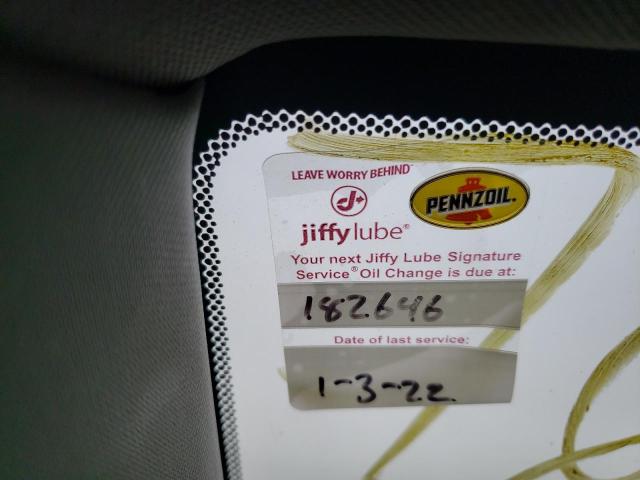 LEAVE WORRY BEHIND™
PENNZOIL.
jiffy lube®
Your next Jiffy Lube Signature
Service® Oil Change is due at:
182646
Date of last service:
1-3-22